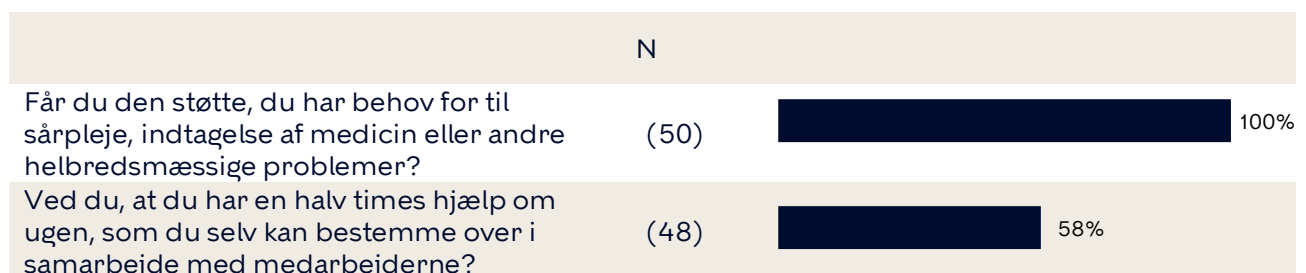 N
Får du den støtte, du har behov for til
sårpleje, indtagelse af medicin eller andre
helbredsmæssige problemer?
(50)
100%
Ved du, at du har en halv times hjælp om
ugen, som du selv kan bestemme over i
samarbejde med medarbejderne?
(48)
58%